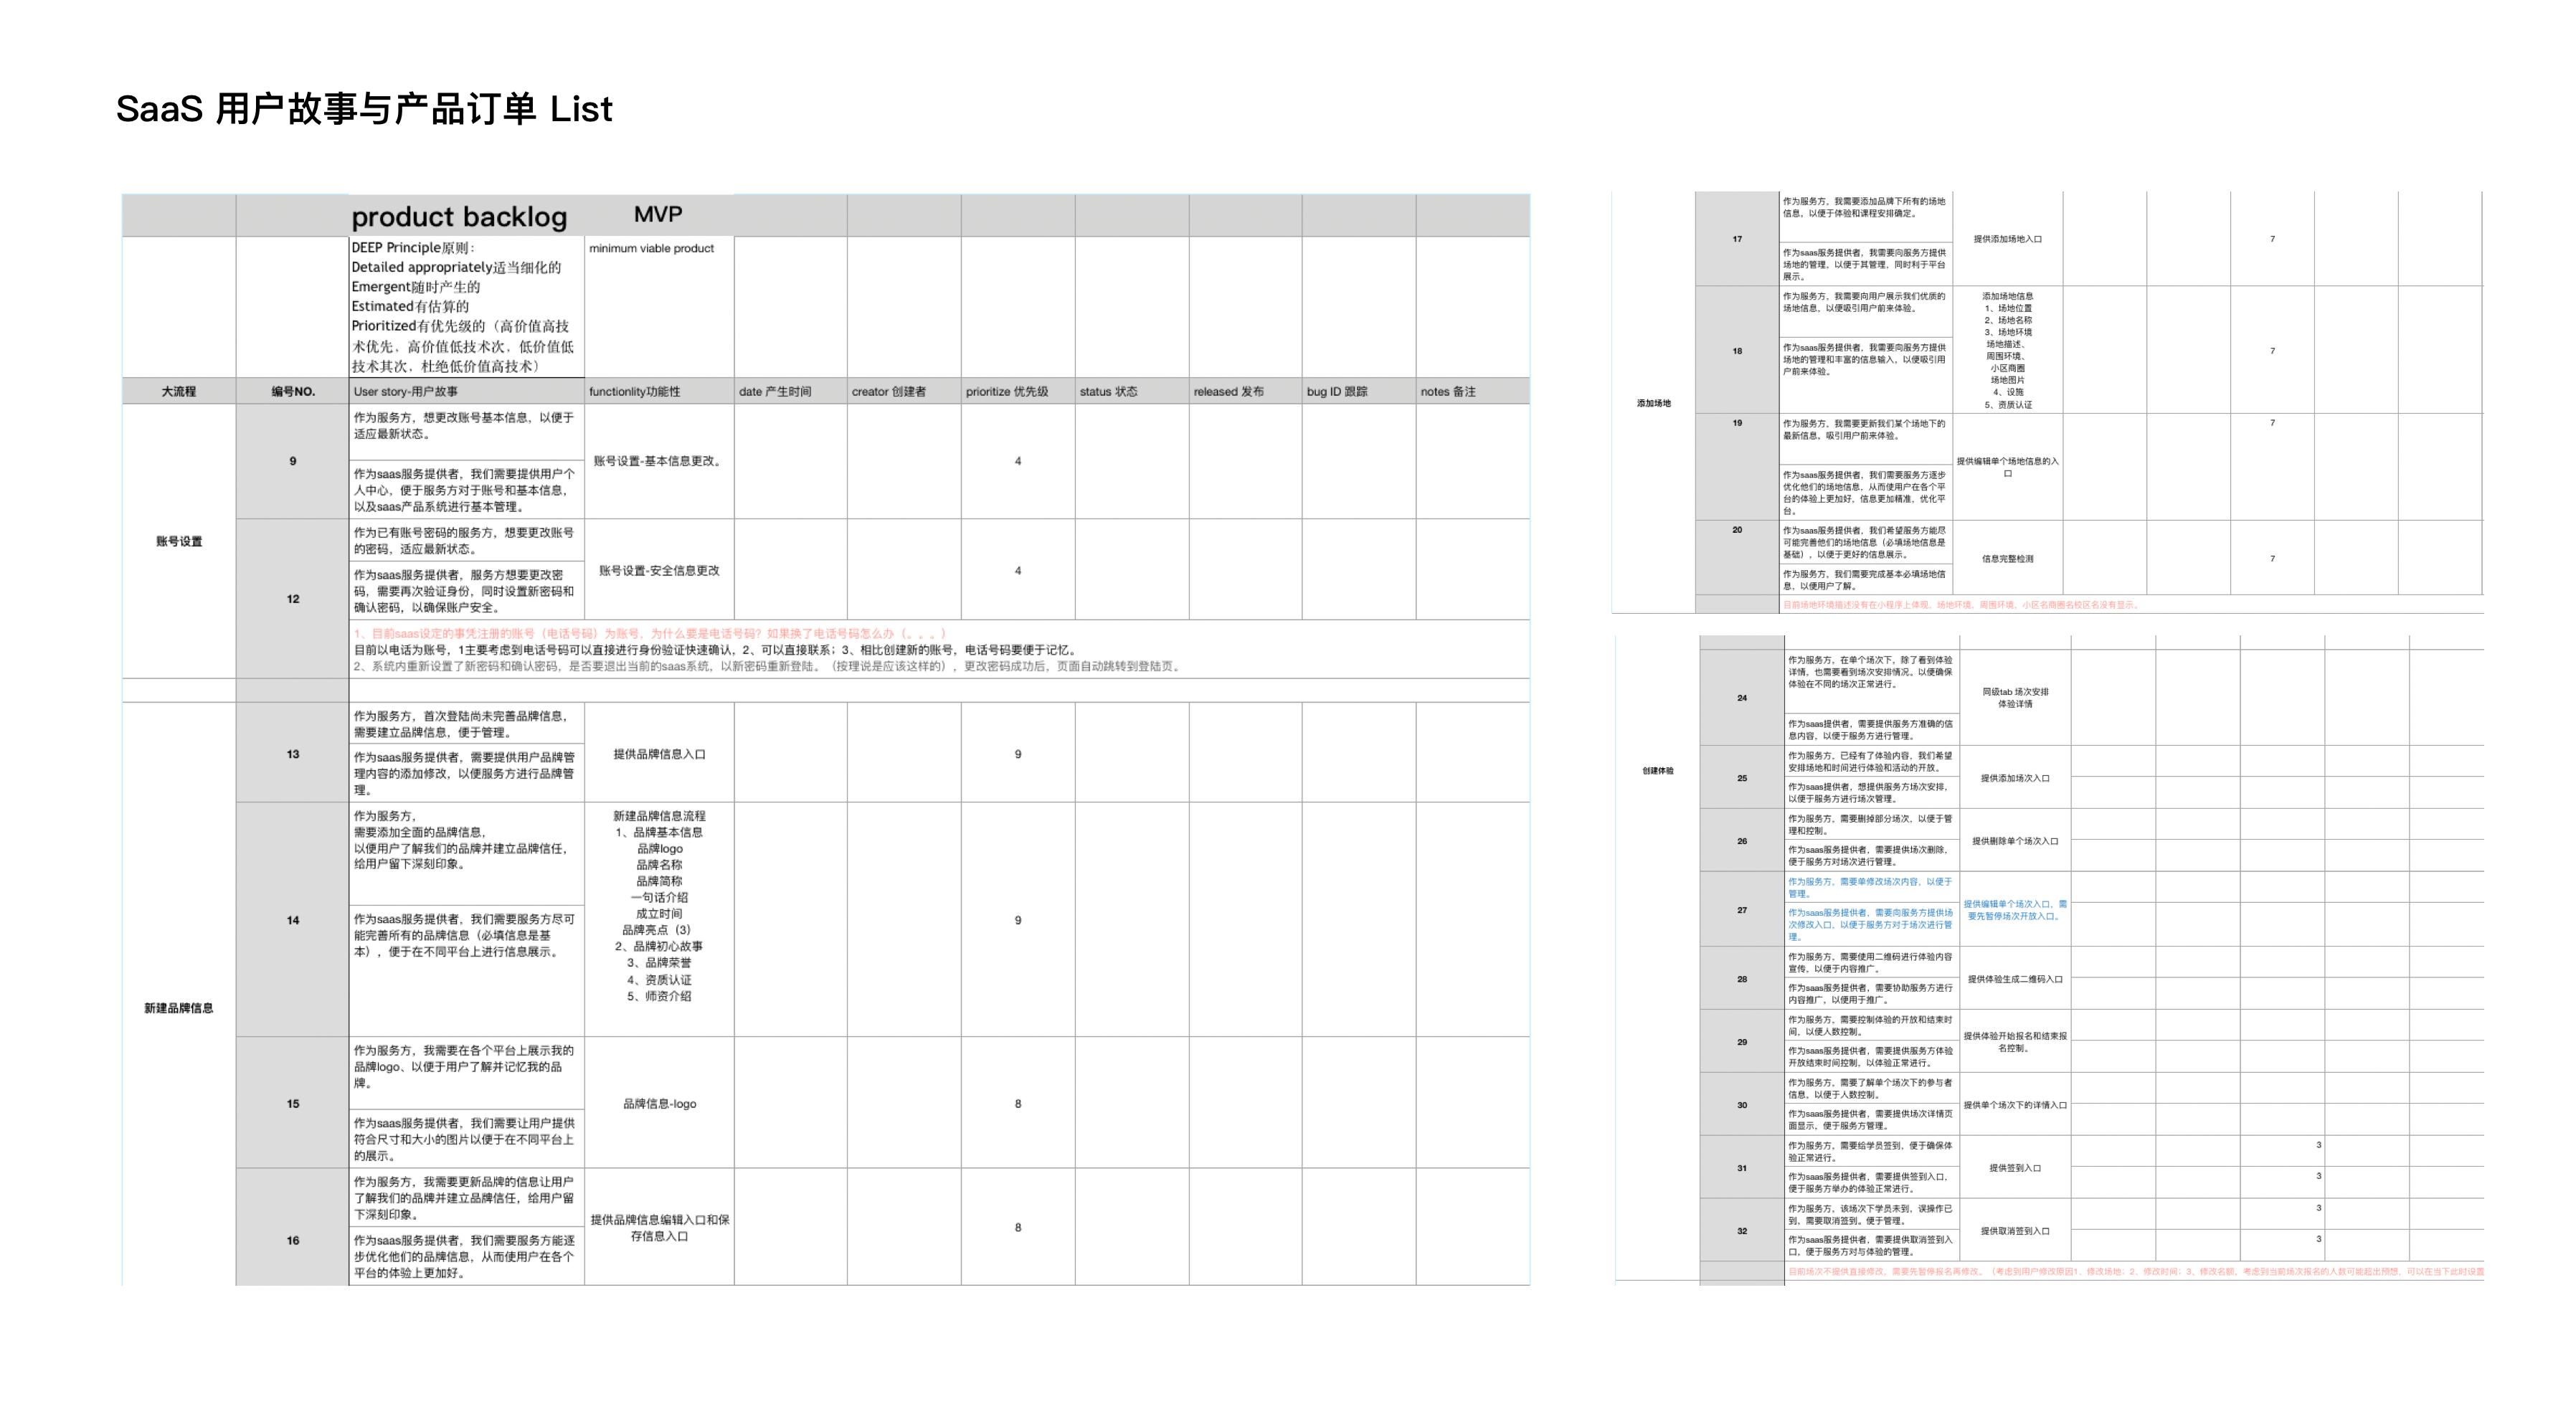 SaaS 用户故事与产品订单 List
product backlog
MVP
DEEP Principle原则：
Detailed appropriately适当细化的
Emergent随时产生的
Estimated有估算的
Prioritized有优先级的（高价值高技
术优先，高价值低技术次，低价值低
技术其次，杜绝低价值高技术）
minimum viable product
大流程
编号NO.
User story-用户故事
functionlity功能性
date 产生时间
creator 创建者
prioritize 优先级
status 状态
released 发布
bug ID 跟踪
notes 备注
账号设置
9
作为服务方，想更改账号基本信息，以便于
适应最新状态。
作为saas服务提供者，我们需要提供用户个
人中心，便于服务方对于账号和基本信息，
以及saas产品系统进行基本管理。
账号设置-基本信息更改。
4
12
作为已有账号密码的服务方，想要更改账号
的密码，适应最新状态。
作为saas服务提供者，服务方想要更改密
码，需要再次验证身份，同时设置新密码和
确认密码，以确保账户安全。
账号设置-安全信息更改
4
1、目前saas设定的事凭注册的账号（电话号码）为账号，为什么要是电话号码？如果换了电话号码怎么办（。。。）
目前以电话为账号，1主要考虑到电话号码可以直接进行身份验证快速确认，2、可以直接联系；3、相比创建新的账号，电话号码要便于记忆。
2、系统内重新设置了新密码和确认密码，是否要退出当前的saas系统，以新密码重新登陆。（按理说是应该这样的），更改密码成功后，页面自动跳转到登陆页。
新建品牌信息
13
作为服务方，首次登陆尚未完善品牌信息，
需要建立品牌信息，便于管理。
作为saas服务提供者，需要提供用户品牌管
理内容的添加修改，以便服务方进行品牌管
理。
提供品牌信息入口
9
14
作为服务方，
需要添加全面的品牌信息，
以便用户了解我们的品牌并建立品牌信任，
给用户留下深刻印象。
作为saas服务提供者，我们需要服务方尽可
能完善所有的品牌信息（必填信息是基
本），便于在不同平台上进行信息展示。
新建品牌信息流程
1、品牌基本信息
品牌logo
品牌名称
品牌简称
一句话介绍
成立时间
品牌亮点（3）
2、品牌初心故事
3、品牌荣誉
4、资质认证
5、师资介绍
9
15
作为服务方，我需要在各个平台上展示我的
品牌logo、以便于用户了解并记忆我的品
牌。
作为saas服务提供者，我们需要让用户提供
符合尺寸和大小的图片以便于在不同平台上
的展示。
品牌信息-logo
8
16
作为服务方，我需要更新品牌的信息让用户
了解我们的品牌并建立品牌信任，给用户留
下深刻印象。
作为saas服务提供者，我们需要服务方能逐
步优化他们的品牌信息，从而使用户在各个
平台的体验上更加好。
提供品牌信息编辑入口和保
存信息入口
8
添加场地
17
作为服务方，我需要添加品牌下所有的场地
信息，以便于体验和课程安排确定。
作为saas服务提供者，我需要向服务方提供
场地的管理，以便于其管理，同时利于平台
展示。
提供添加场地入口
7
18
作为服务方，我需要向用户展示我们优质的
场地信息，以便吸引用户前来体验。
作为saas服务提供者，我需要向服务方提供
场地的管理和丰富的信息输入，以便吸引用
户前来体验。
添加场地信息
1、场地位置
2、场地名称
3、场地环境
场地描述、
周围环境、
小区商圈
场地图片
4、设施
5、资质认证
7
19
作为服务方，我需要更新我们某个场地下的
最新信息，吸引用户前来体验。
作为saas服务提供者，我们需要服务方逐步
优化他们的场地信息，从而使用户在各个平
台的体验上更加好，信息更加精准，优化平
台。
提供编辑单个场地信息的入
口
7
20
作为saas服务提供者，我们希望服务方能尽
可能完善他们的场地信息（必填场地信息是
基础），以便于更好的信息展示。
作为服务方，我们需要完成基本必填场地信
息，以便用户了解。
信息完整检测
7
目前场地环境描述没有在小程序上体现，场地环境，周围环境，小区名商圈名校区名没有显示。
创建体验
24
作为服务方，在单个场次下，除了看到体验
详情，也需要看到场次安排情况，以便确保
体验在不同的场次正常进行。
作为saas提供者，需要提供服务方准确的信
息内容，以便于服务方进行管理。
同级tab 场次安排
体验详情
25
作为服务方，已经有了体验内容，我们希望
安排场地和时间进行体验和活动的开放。
作为saas提供者，想提供服务方场次安排，
以便于服务方进行场次管理。
提供添加场次入口
26
作为服务方，需要删掉部分场次，以便于管
理和控制。
作为saas服务提供者，需要提供场次删除，
便于服务方对场次进行管理。
提供删除单个场次入口
27
作为服务方，需要单修改场次内容，以便于
管理。
作为saas服务提供者，需要向服务方提供场
次修改入口，以便于服务方对于场次进行管
理。
提供编辑单个场次入口，需
要先暂停场次开放入口。
28
作为服务方，需要使用二维码进行体验内容
宣传，以便于内容推广。
作为saas服务提供者，需要协助服务方进行
内容推广，以便用于推广。
提供体验生成二维码入口
29
作为服务方，需要控制体验的开放和结束时
间，以便人数控制。
作为saas服务提供者，需要提供服务方体验
开放结束时间控制，以体验正常进行。
提供体验开始报名和结束报
名控制。
30
作为服务方，需要了解单个场次下的参与者
信息，以便于人数控制。
作为saas服务提供者，需要提供场次详情页
面显示，便于服务方管理。
提供单个场次下的详情入口
31
作为服务方，需要给学员签到，便于确保体
验正常进行。
作为saas服务提供者，需要提供签到入口，
便于服务方举办的体验正常进行。
提供签到入口
3
3
32
作为服务方，该场次下学员未到，误操作已
到，需要取消签到。便于管理。
作为saas服务提供者，需要提供取消签到入
口，便于服务方对与体验的管理。
提供取消签到入口
3
3
目前场次不提供直接修改，需要先暂停报名再修改。（考虑到用户修改原因1、修改场地；2、修改时间；3、修改名额，考虑到当前场次报名的人数可能超出预想，可以在当下此时设置